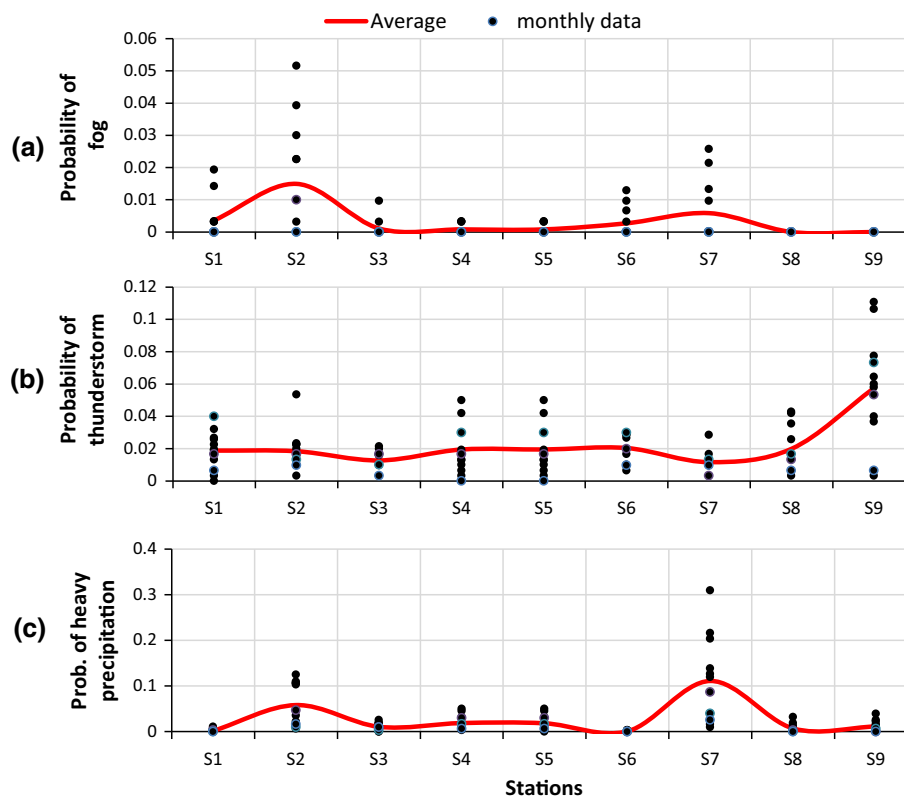 Average monthly data
(a)
Probability of
fog
0.06
0.05
0.04
0.03
0.02
0.01
0
S1 S2 S3 S4 S5 S6 S7 S8 S9
(b)
Probability of
thunderstorm
0.12
0.1
0.08
0.06
0.04
0.02
0
S1 S2 S3 S4 S5 S6 S7 S8 S9
(c)
Prob. of heavy
precipitation
0.4
0.3
0.2
0.1
0
S1 S2 S3 S4 S5 S6 S7 S8 S9
Stations